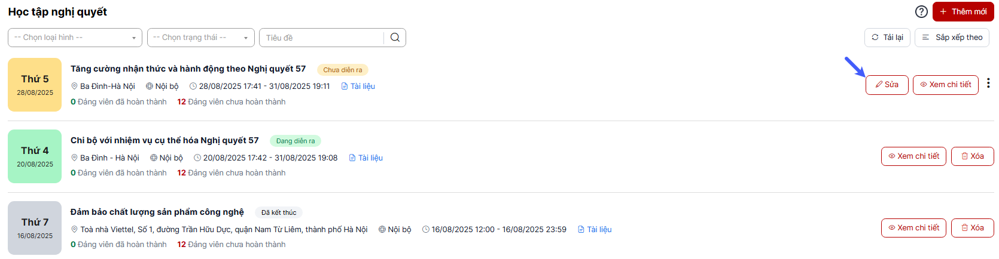 Học tập nghị quyết
Thêm mới
-- Chọn loại hình -- -- Chọn trạng thái -- Tiêu đề Tải lại Sắp xếp theo
Thứ 5
28/08/2025
Tăng cường nhận thức và hành động theo Nghị quyết 57 Chưa diễn ra
Ba Đình-Hà Nội Nội bộ 28/08/2025 17:41 - 31/08/2025 19:11 Tài liệu
0 Đảng viên đã hoàn thành 12 Đảng viên chưa hoàn thành
Sửa Xem chi tiết
Thứ 4
20/08/2025
Chi bộ với nhiệm vụ cụ thể hóa Nghị quyết 57 Đang diễn ra
Ba Đình - Hà Nội Nội bộ 20/08/2025 17:42 - 31/08/2025 19:08 Tài liệu
0 Đảng viên đã hoàn thành 12 Đảng viên chưa hoàn thành
Xem chi tiết Xóa
Thứ 7
16/08/2025
Đảm bảo chất lượng sản phẩm công nghệ Đã kết thúc
Toà nhà Viettel, Số 1, đường Trần Hữu Dực, quận Nam Từ Liêm, thành phố Hà Nội Nội bộ 16/08/2025 12:00 - 16/08/2025 23:59 Tài liệu
0 Đảng viên đã hoàn thành 12 Đảng viên chưa hoàn thành
Xem chi tiết Xóa